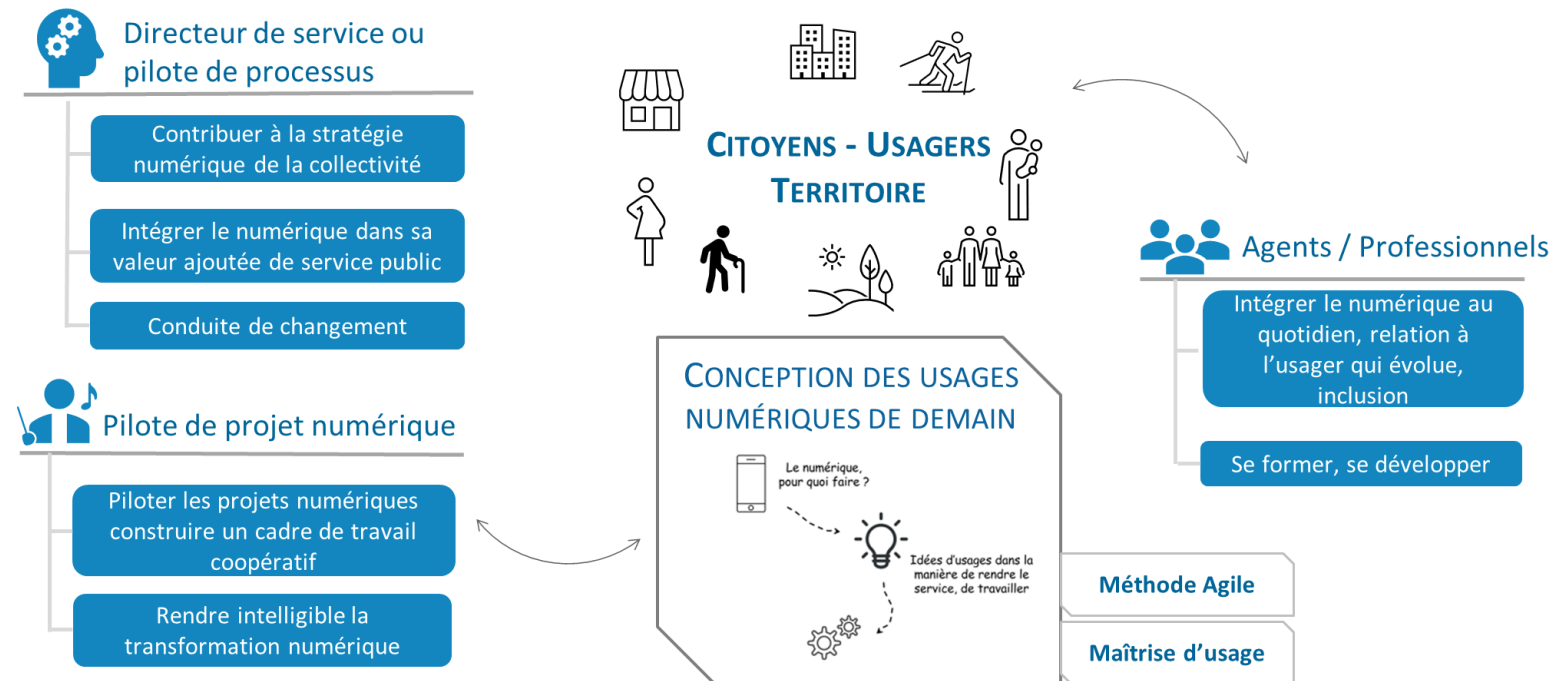 Directeur de service ou
pilote de processus
Contribuer à la stratégie
numérique de la collectivité
Intégrer le numérique dans sa
valeur ajoutée de service public
Conduite de changement
Pilote de projet numérique
Piloter les projets numériques
construire un cadre de travail
coopératif
Rendre intelligible la
transformation numérique
CITOYENS - USAGERS
TERRITOIRE
CONCEPTION DES USAGES
NUMÉRIQUES DE DEMAIN
Le numérique,
pour quoi faire ?
Idées d'usages dans la
manière de rendre le
service, de travailler
Méthode Agile
Maîtrise d'usage
Agents / Professionnels
Intégrer le numérique au
quotidien, relation à
l'usager qui évolue,
inclusion
Se former, se développer